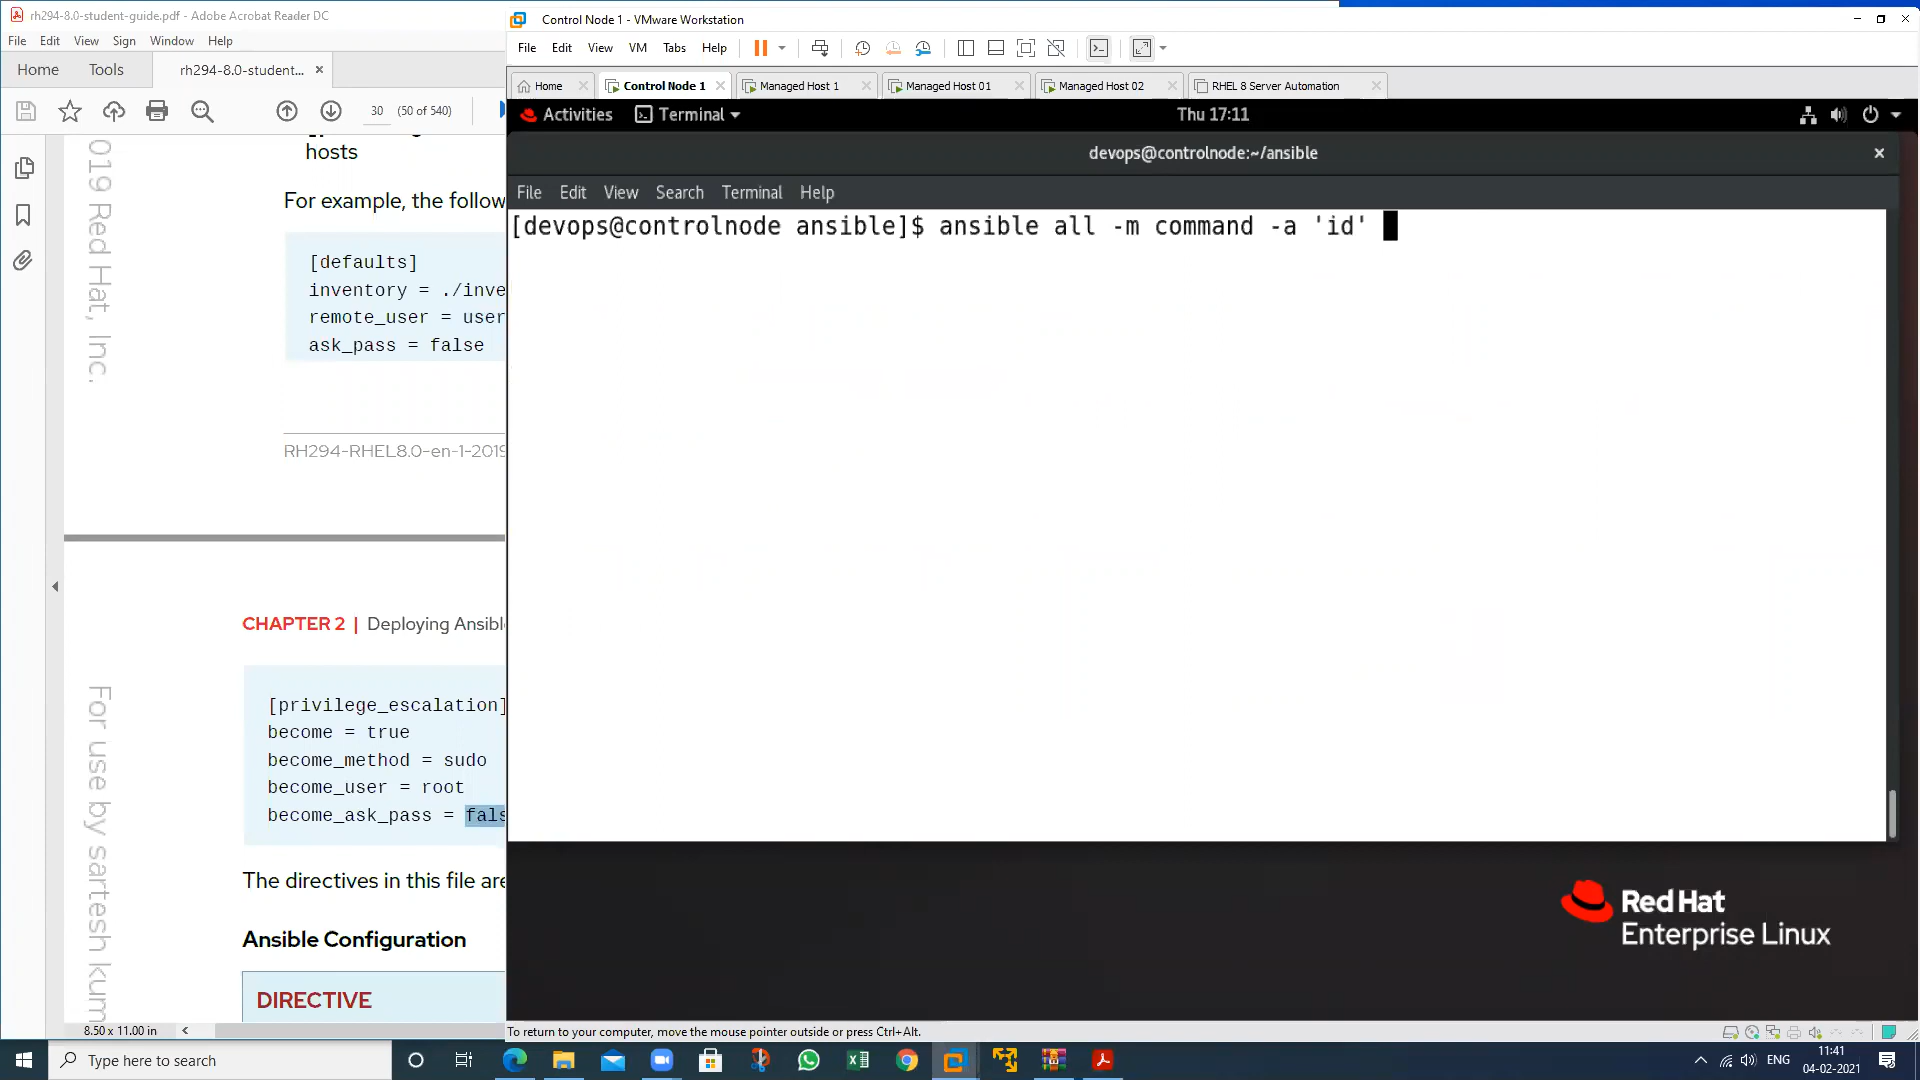 rh294-8.0-student-guide.pdf - Adobe Acrobat Reader DC
File Edit View Sign Window Help
Home Tools rh294-8.0-student...
30 (50 of 540)
hosts
For example, the follow
[defaults]
inventory = ./inve
remote_user = user
ask_pass = false
RH294-RHEL8.0-en-1-2019
019 Red Hat, Inc.
CHAPTER 2 | Deploying Ansible
[privilege_escalation]
become = true
become_method = sudo
become_user = root
become_ask_pass = fals
The directives in this file are
Ansible Configuration
DIRECTIVE
For use by sartesh kum
8.50 x 11.00 in
Control Node 1 - VMware Workstation
File Edit View VM Tabs Help
Home Control Node 1 Managed Host 1 Managed Host 01 Managed Host 02 RHEL 8 Server Automation
Activities Terminal Thu 17:11
devops@controlnode:~/ansible
File Edit View Search Terminal Help
[devops@controlnode ansible]$ ansible all -m command -a 'id'
Red Hat
Enterprise Linux
To return to your computer, move the mouse pointer outside or press Ctrl+Alt.
Type here to search
ENG
11:41
04-02-2021